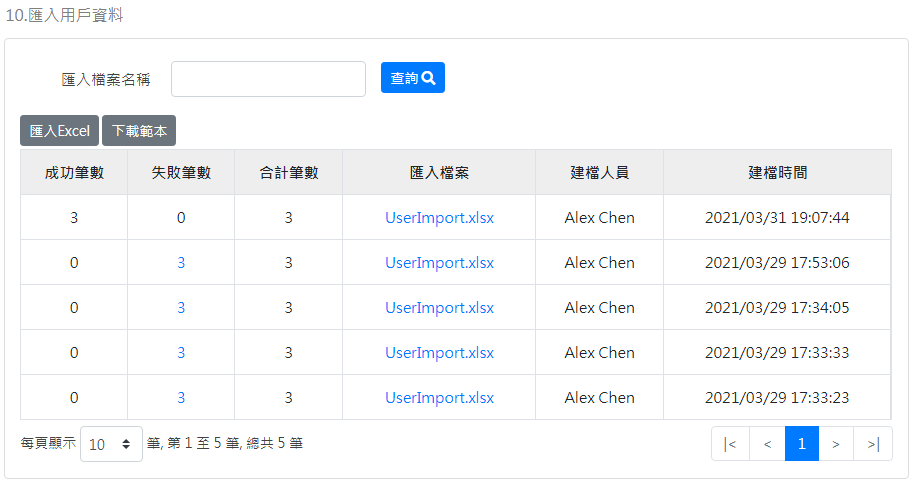 10.匯入用戶資料
匯入檔案名稱 查詢
匯入Excel 下載範本
成功筆數 失敗筆數 合計筆數 匯入檔案 建檔人員 建檔時間
3 0 3 UserImport.xlsx Alex Chen 2021/03/31 19:07:44
0 3 3 UserImport.xlsx Alex Chen 2021/03/29 17:53:06
0 3 3 UserImport.xlsx Alex Chen 2021/03/29 17:34:05
0 3 3 UserImport.xlsx Alex Chen 2021/03/29 17:33:33
0 3 3 UserImport.xlsx Alex Chen 2021/03/29 17:33:23
每頁顯示 10 筆, 第 1 至 5 筆, 總共 5 筆 |< < 1 > >|